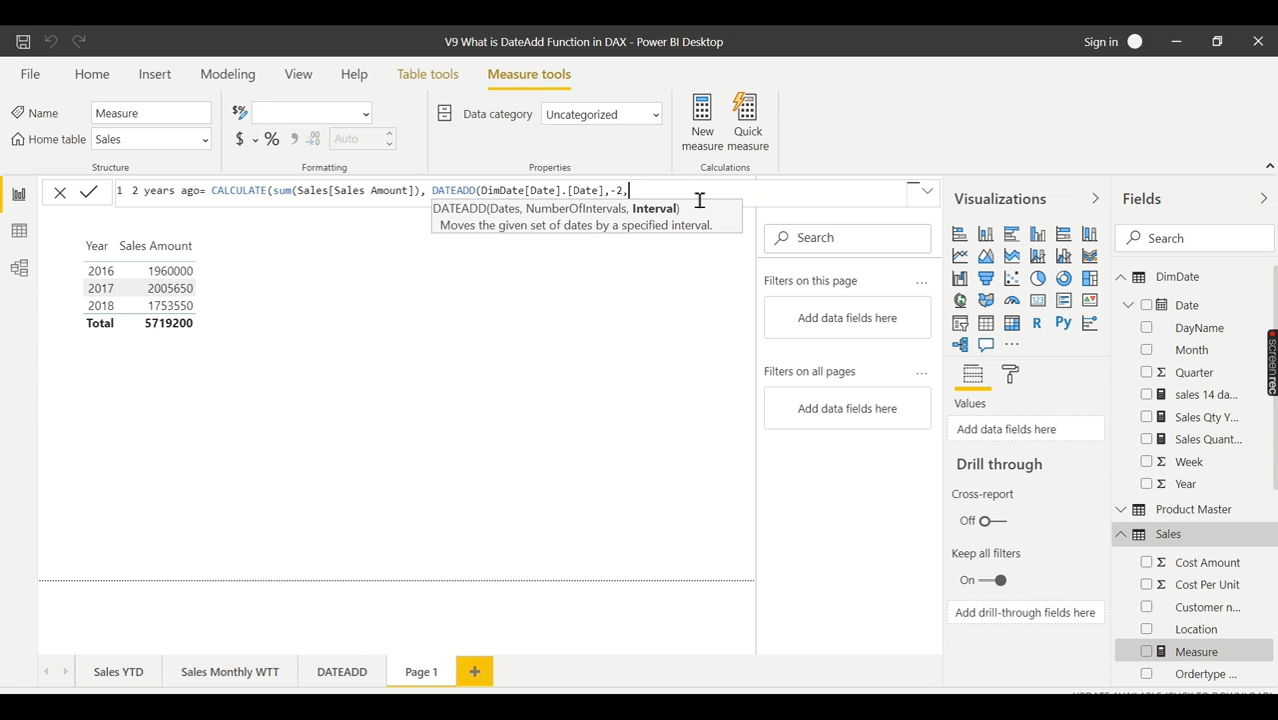 V9 What is DateAdd Function in DAX - Power BI Desktop
Sign in
File Home Insert Modeling View Help Table tools Measure tools
Name Measure
Home table Sales
Structure
$%
$ % , .00 Auto
Formatting
Data category Uncategorized
Properties
New measure
Quick measure
Calculations
1 2 years ago= CALCULATE(sum(Sales[Sales Amount]), DATEADD(DimDate[Date].[Date],-2,
DATEADD(Dates, NumberOfIntervals, Interval)
Moves the given set of dates by a specified interval.
Year Sales Amount
2016 1960000
2017 2005650
2018 1753550
Total 5719200
Search
Filters on this page ...
Add data fields here
Filters on all pages ...
Add data fields here
Visualizations
123
R Py
...
Values
Add data fields here
Drill through
Cross-report
Off
Keep all filters
On
Add drill-through fields here
Fields
Search
DimDate
Date
DayName
Month
Σ Quarter
sales 14 da...
Sales Qty Y...
Sales Quant...
Σ Week
Σ Year
Product Master
Sales
Σ Cost Amount
Σ Cost Per Unit
Customer n...
Location
Measure
Ordertype ...
screenrec
Sales YTD Sales Monthly WTT DATEADD Page 1 +